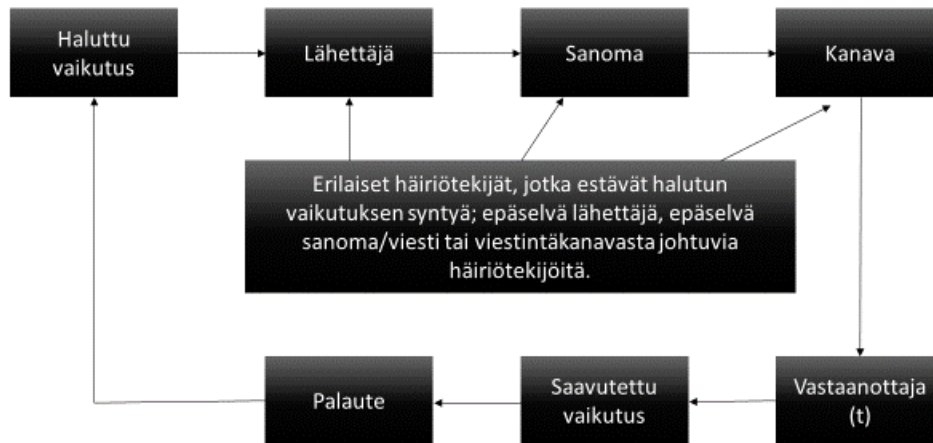 Haluttu
vaikutus
Lähettäjä
Sanoma
Kanava
Erilaiset häiriötekijät, jotka estävät halutun
vaikutuksen syntyä; epäselvä lähettäjä, epäselvä
sanoma/viesti tai viestintäkanavasta johtuvia
häiriötekijöitä.
Palaute
Saavutettu
vaikutus
Vastaanottaja
(t)